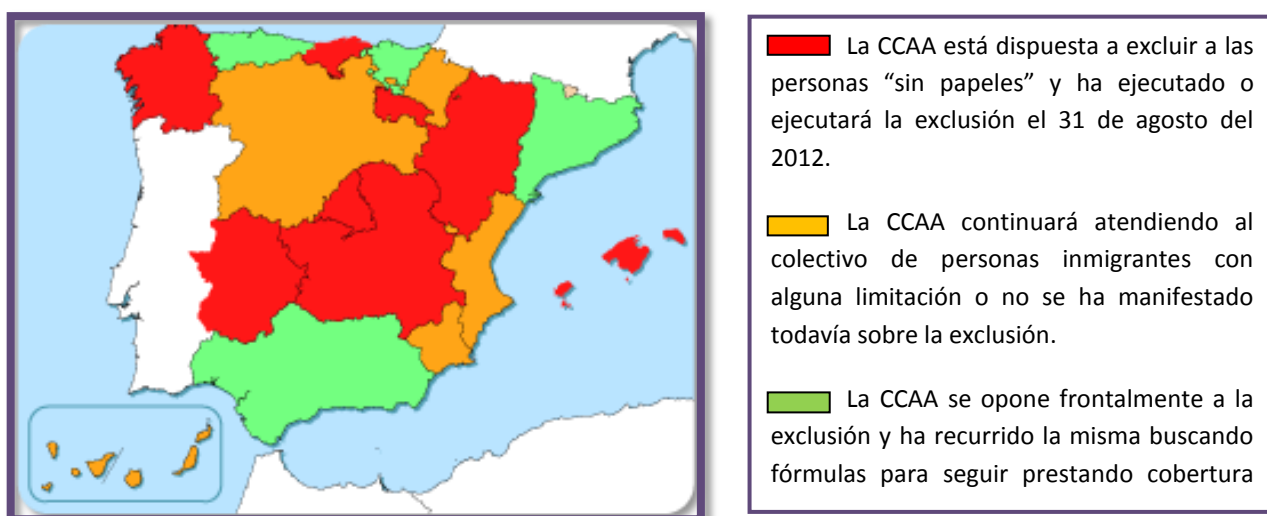 La CCAA está dispuesta a excluir a las
personas “sin papeles” y ha ejecutado o
ejecutará la exclusión el 31 de agosto del
2012.
La CCAA continuará atendiendo al
colectivo de personas inmigrantes con
alguna limitación o no se ha manifestado
todavía sobre la exclusión.
La CCAA se opone frontalmente a la
exclusión y ha recurrido la misma buscando
fórmulas para seguir prestando cobertura